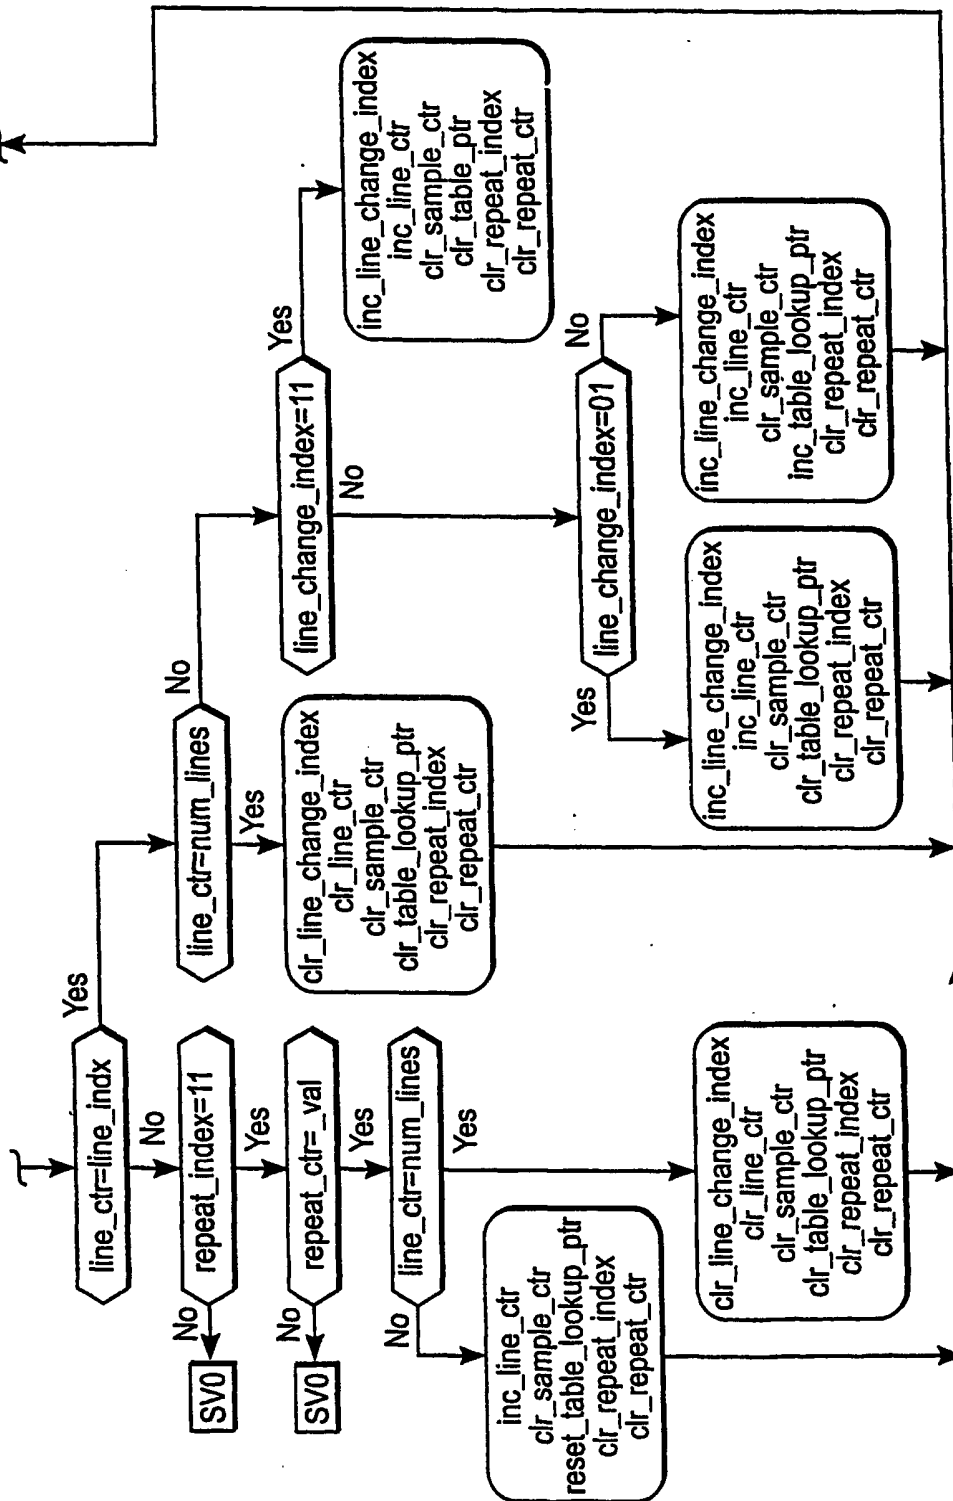 line_ctr=line_indx
Yes
No
repeat_index=11
No
SV0
Yes
repeat_ctr=_val
No
SV0
Yes
line_ctr=num_lines
No
Yes
inc_line_ctr
clr_sample_ctr
reset_table_lookup_ptr
clr_repeat_index
clr_repeat_ctr
clr_line_change_index
clr_line_ctr
clr_sample_ctr
clr_table_lookup_ptr
clr_repeat_index
clr_repeat_ctr
line_ctr=num_lines
No
Yes
clr_line_change_index
clr_line_ctr
clr_sample_ctr
clr_table_lookup_ptr
clr_repeat_index
clr_repeat_ctr
line_change_index=11
Yes
No
inc_line_change_index
inc_line_ctr
clr_sample_ctr
clr_table_ptr
clr_repeat_index
clr_repeat_ctr
line_change_index=01
Yes
No
inc_line_change_index
inc_line_ctr
clr_sample_ctr
clr_table_lookup_ptr
clr_repeat_index
clr_repeat_ctr
inc_line_change_index
inc_line_ctr
clr_sample_ctr
inc_table_lookup_ptr
clr_repeat_index
clr_repeat_ctr